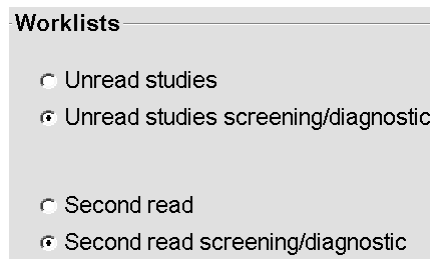 Worklists
Unread studies
Unread studies screening/diagnostic
Second read
Second read screening/diagnostic